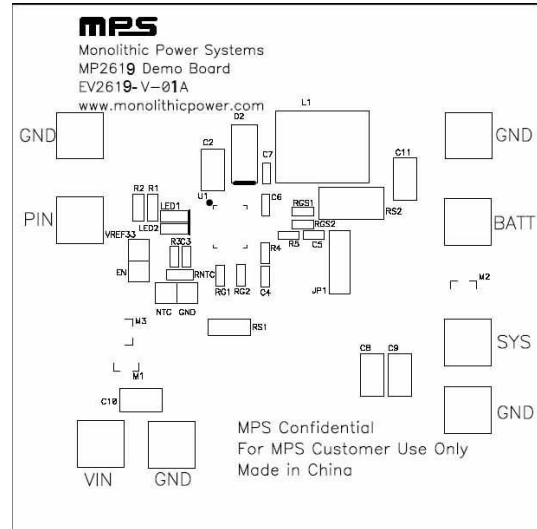 mps
Monolithic Power Systems
MP2619 Demo Board
EV2619-V-01A
www.monolithicpower.com
L1
D2
GND
GND
C2
C7
C11
R2 R1
U1
C6
PIN
LED1
RGS1
RS2
BATT
LED2
RGS2
VREF33
R3 C3
R5 C5
R4
EN
RNTC
RG1 RG2 C4
JP1
M2
NTC GND
M3
RS1
SYS
C8 C9
M1
C10
GND
MPS Confidential
For MPS Customer Use Only
Made in China
VIN GND